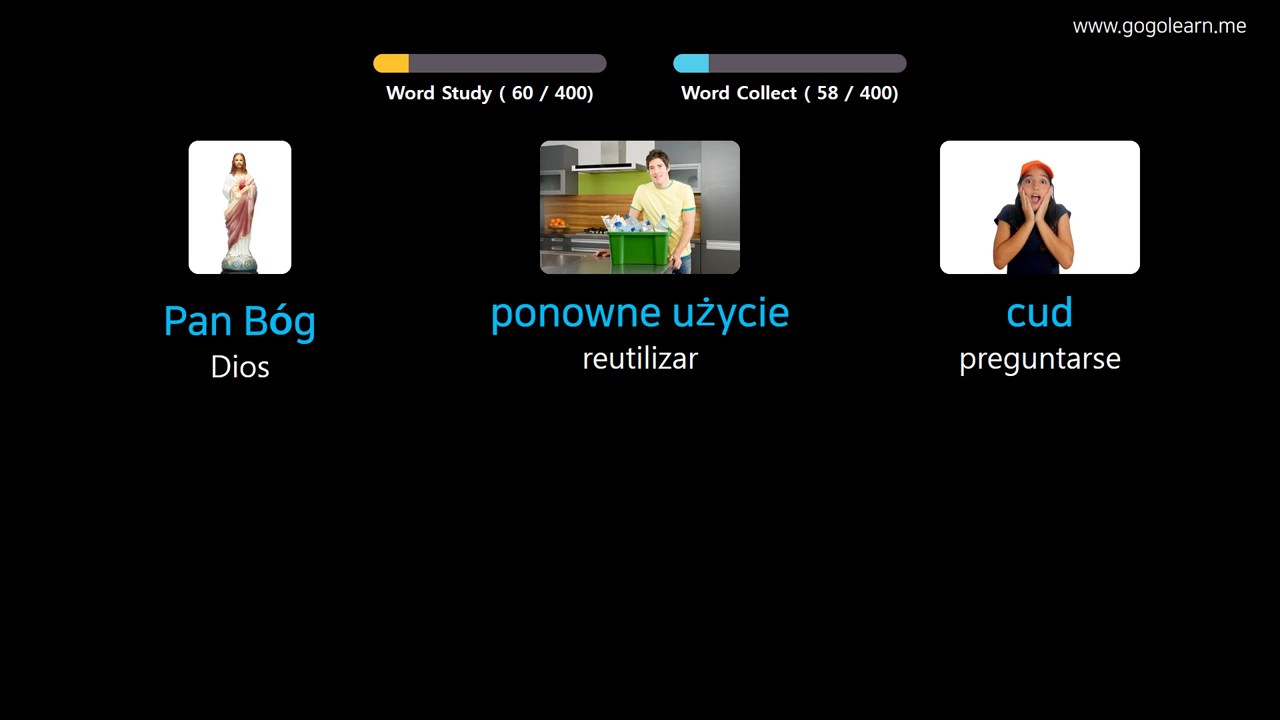 www.gogolearn.me
Word Study ( 60 / 400)
Word Collect ( 58 / 400)
Pan Bóg
Dios
ponowne użycie
reutilizar
cud
preguntarse